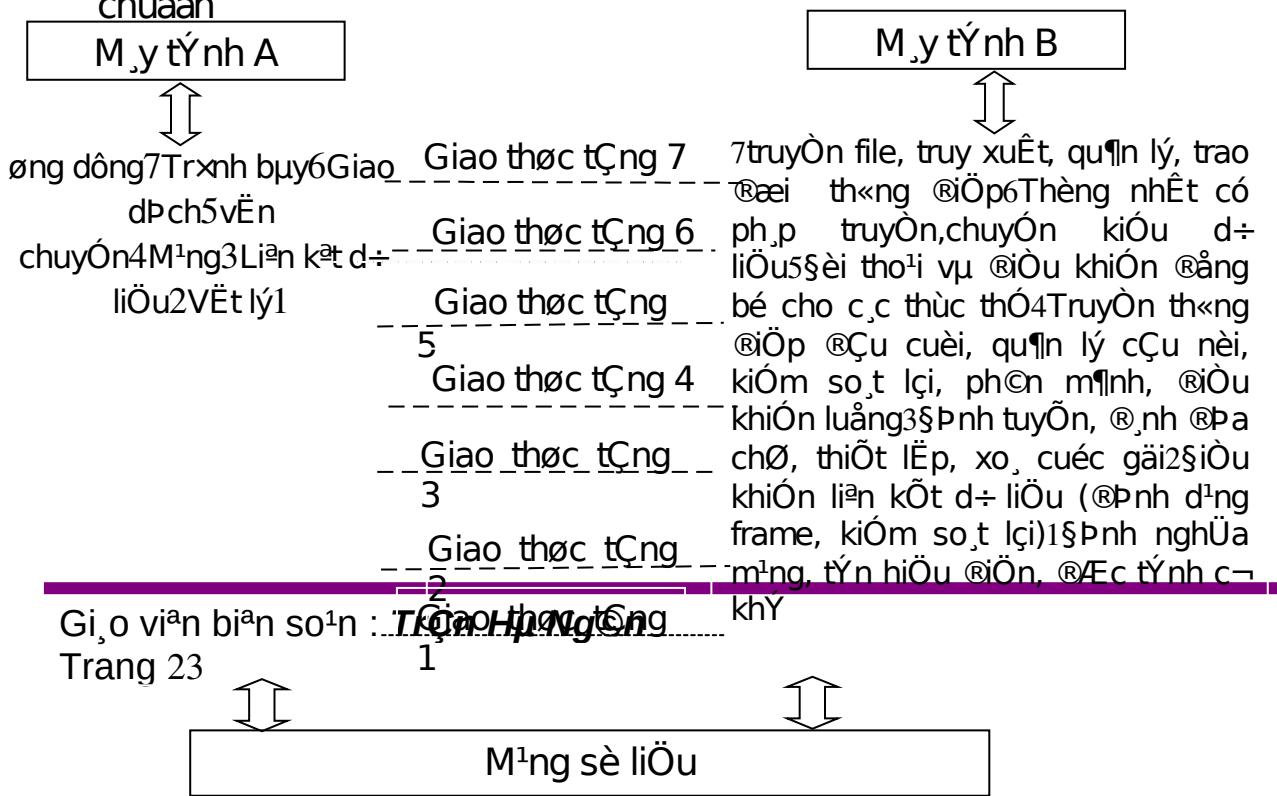 chuaån
M¸y tÝnh A
M¸y tÝnh B
øng dông7Tr×nh bµy6Giao
dÞch5vËn
chuyÓn4M¹ng3Liªn kªt d÷
liÖu2VËt lý1
Giao thøc tÇng 7
Giao thøc tÇng 6
Giao thøc tÇng
5
Giao thøc tÇng 4
Giao thøc tÇng
3
Giao thøc tÇng
2
Giao thøc tÇng
1
7truyÒn file, truy xuÊt, qu¶n lý, trao
®æi th«ng ®iÖp6Thèng nhÊt có
ph¸p truyÒn,chuyÓn kiÓu d÷
liÖu5§èi tho¹i vµ ®iÒu khiÓn ®ång
bé cho c¸c thùc thÓ4TruyÒn th«ng
®iÖp ®Çu cuèi, qu¶n lý cÇu nèi,
kiÓm so¸t lçi, ph©n m¶nh, ®iÒu
khiÓn luång3§Þnh tuyÕn, ®¸nh ®Þa
chØ, thiÕt lËp, xo¸ cuéc gäi2§iÒu
khiÓn liªn kÕt d÷ liÖu (®Þnh d¹ng
frame, kiÓm so¸t lçi)1§Þnh nghÜa
m¹ng, tÝn hiÖu ®iÖn, ®Æc tÝnh c¬
khÝ
Gi¸o viªn biªn so¹n : TrÇn Hµ Ng©n
Trang 23
M¹ng sè liÖu